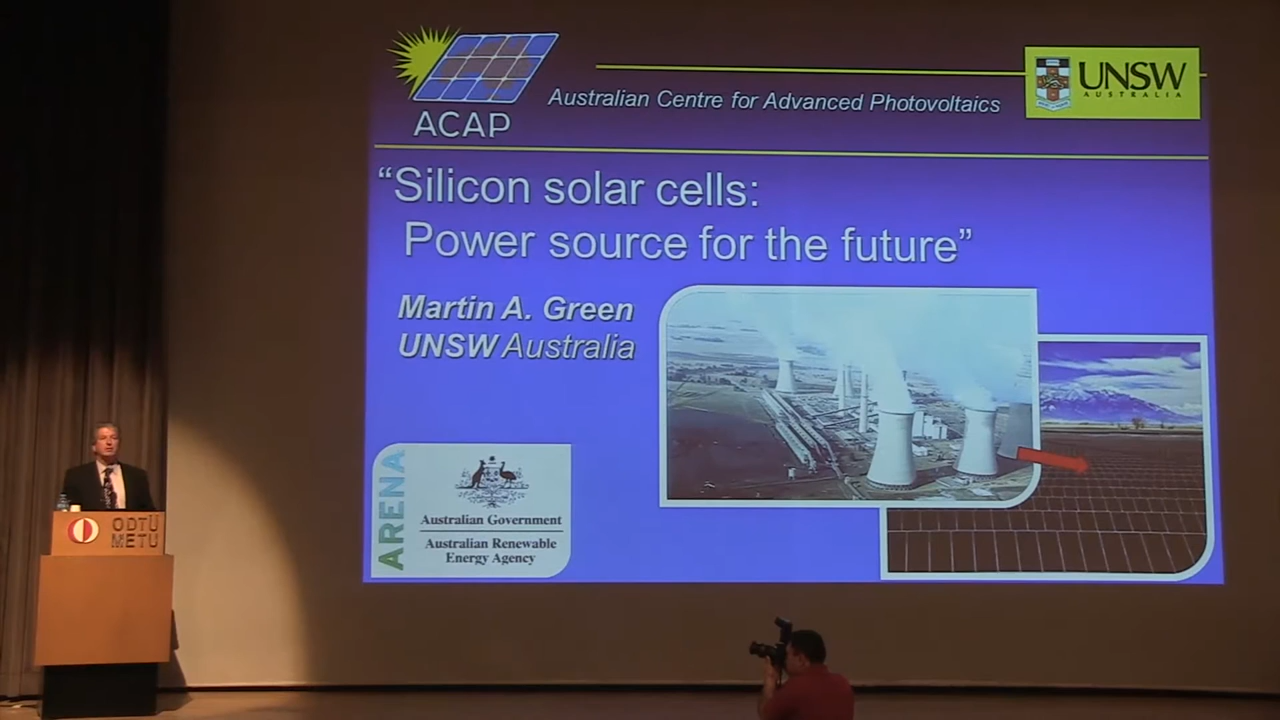 ACAP
Australian Centre for Advanced Photovoltaics
UNSW
AUSTRALIA
“Silicon solar cells:
Power source for the future”
Martin A. Green
UNSW Australia
ARENA
Australian Government
Australian Renewable
Energy Agency
ODTÜ
METU